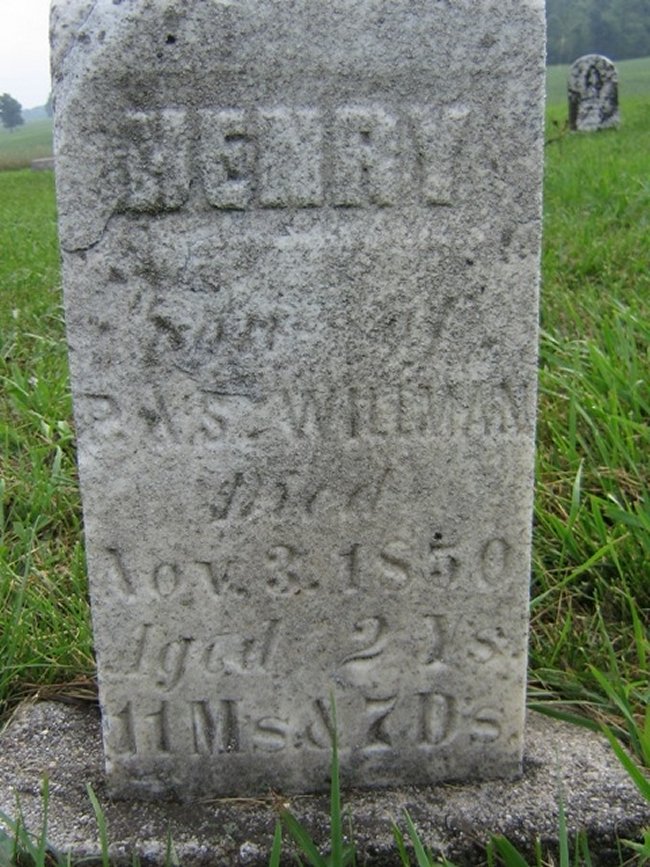 HENRY
son of
P. & S. WILLMAN
Died
Nov. 3. 1850
Aged 2 Ys.
11 Ms. & 7 Ds.